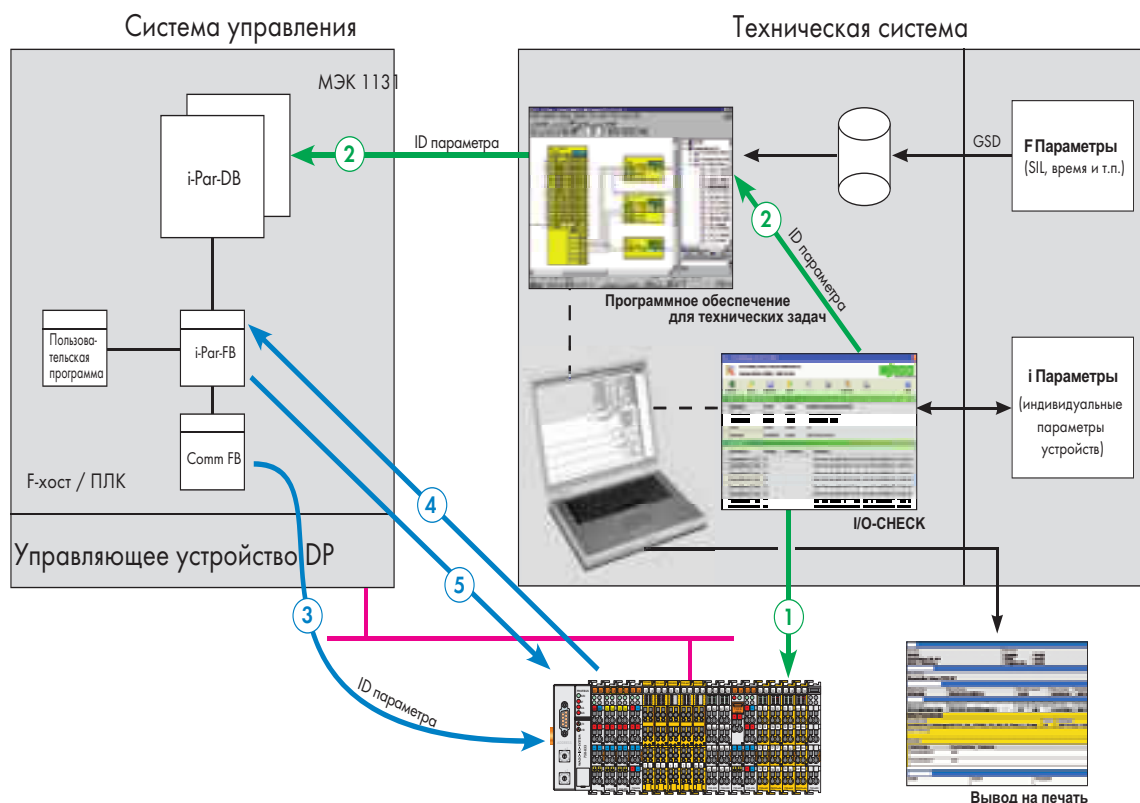 Система управления
Техническая система
МЭК 1131
i-Par-DB
2
ID параметра
GSD
F Параметры
(SIL, время и т.п.)
2
ID параметра
Программное обеспечение
для технических задач
Пользова-
тельская
программа
i-Par-FB
i Параметры
(индивидуальные
параметры
устройств)
Comm FB
F-хост / ПЛК
4
I/O-CHECK
Управляющее устройство DP
5
3
1
ID параметра
Вывод на печать